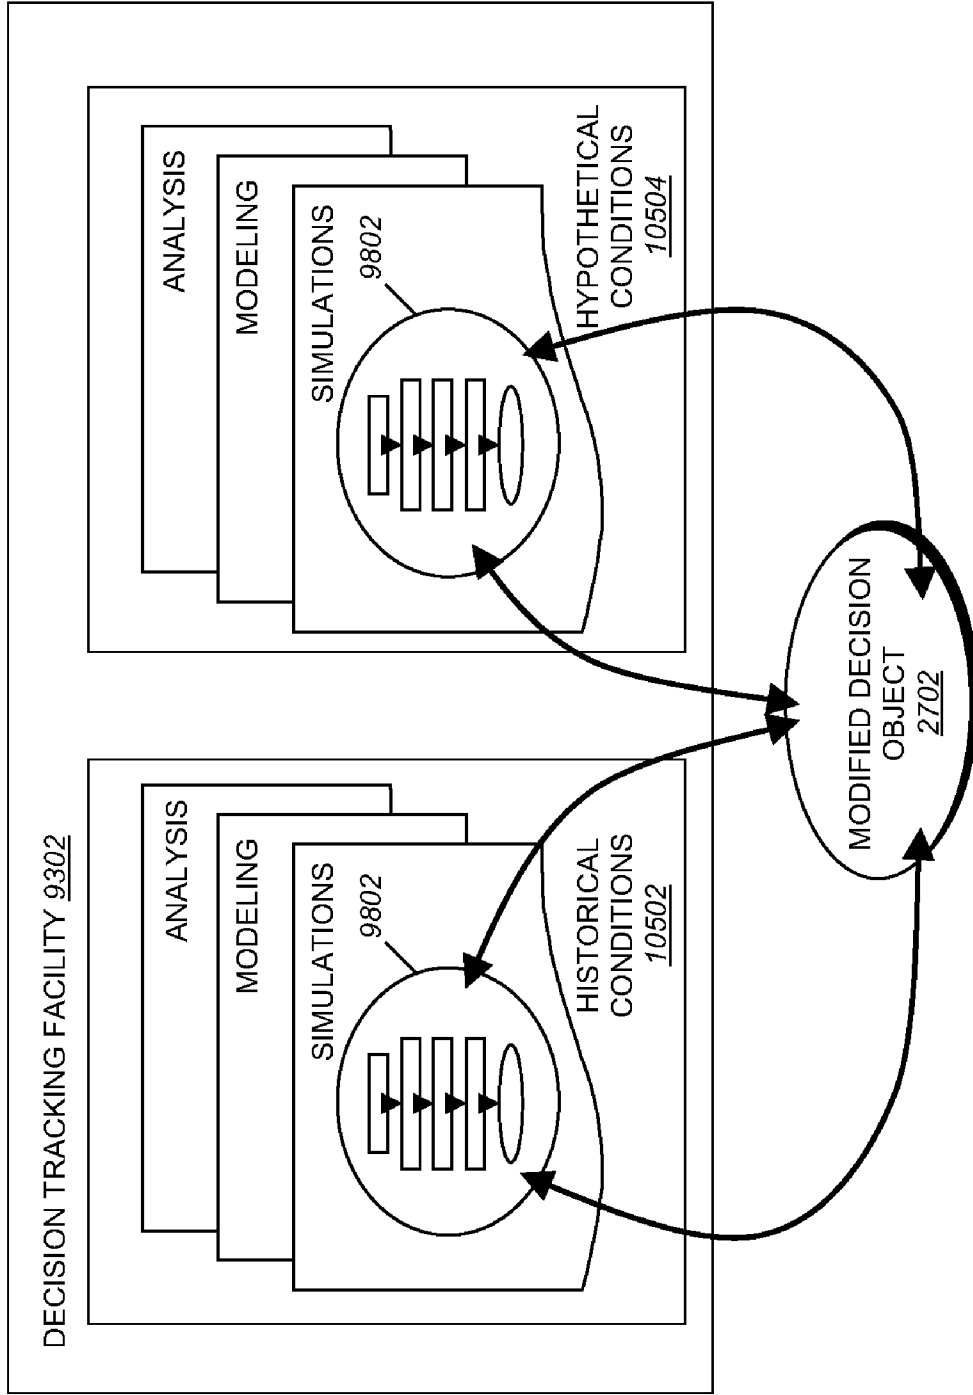 DECISION TRACKING FACILITY 9302
ANALYSIS
MODELING
SIMULATIONS
9802
HISTORICAL
CONDITIONS
10502
ANALYSIS
MODELING
SIMULATIONS
9802
HYPOTHETICAL
CONDITIONS
10504
MODIFIED DECISION
OBJECT
2702